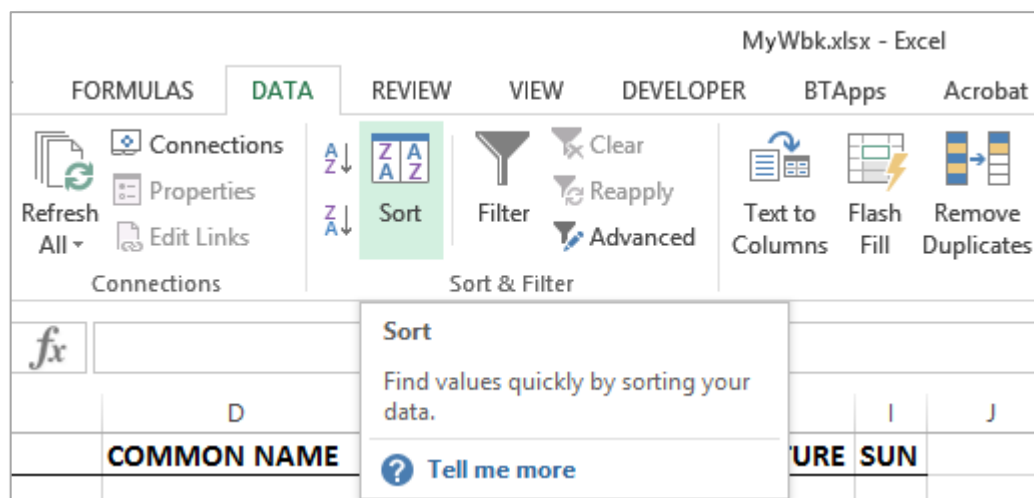 MyWbk.xlsx - Excel
FORMULAS DATA REVIEW VIEW DEVELOPER BTApps Acrobat
Refresh All
Connections
Properties
Edit Links
Connections
A Z
Z A
Z A A Z
Sort
Filter
Clear
Reapply
Advanced
Sort & Filter
Text to
Columns
Flash
Fill
Remove
Duplicates
fx
Sort
Find values quickly by sorting your
data.
? Tell me more
D I J
COMMON NAME TURE SUN